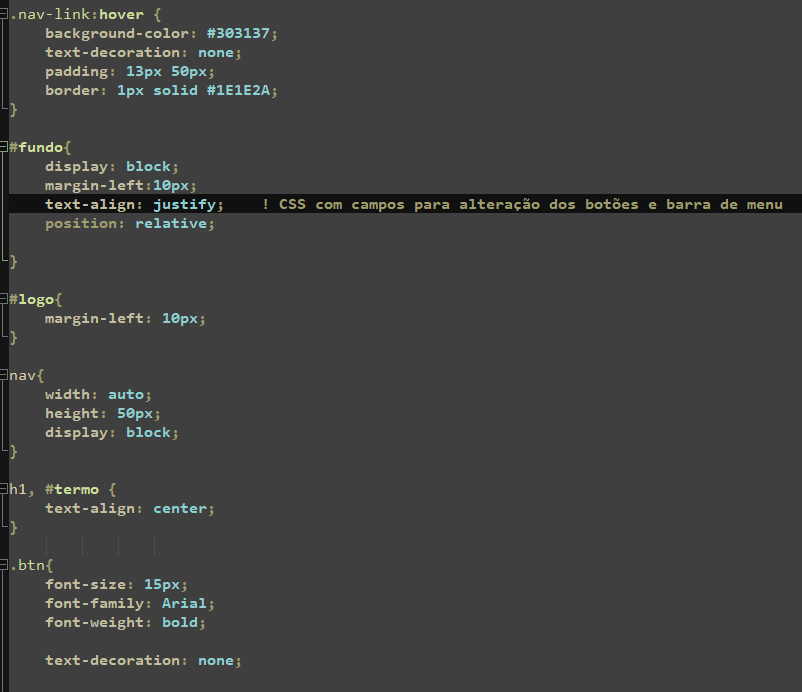 .nav-link:hover {
    background-color: #303137;
    text-decoration: none;
    padding: 13px 50px;
    border: 1px solid #1E1E2A;
}
#fundo{
    display: block;
    margin-left:10px;
    text-align: justify;    ! CSS com campos para alteração dos botões e barra de menu
    position: relative;
}
#logo{
    margin-left: 10px;
}
nav{
    width: auto;
    height: 50px;
    display: block;
}
h1, #termo {
    text-align: center;
}
.btn{
    font-size: 15px;
    font-family: Arial;
    font-weight: bold;
    text-decoration: none;